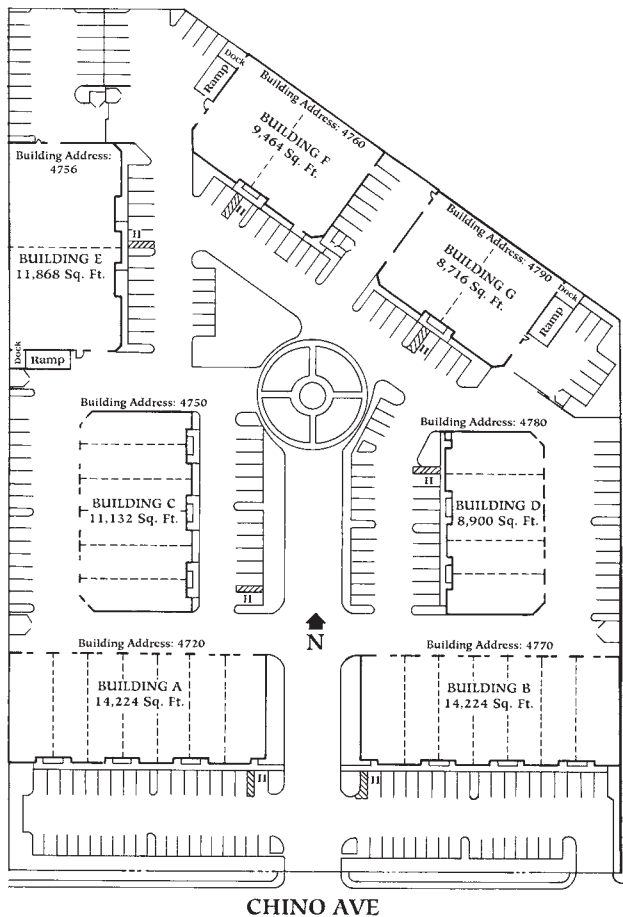 Dock
Ramp
Building Address: 4760
BUILDING F
9,464 Sq. Ft.
H
Building Address:
4756
H
BUILDING E
11,868 Sq. Ft.
Dock
Ramp
Building Address: 4790
BUILDING G
8,716 Sq. Ft.
Dock
Ramp
H
Building Address: 4750
BUILDING C
11,132 Sq. Ft.
H
Building Address: 4780
H
BUILDING D
8,900 Sq. Ft.
N
Building Address: 4720
BUILDING A
14,224 Sq. Ft.
H
Building Address: 4770
BUILDING B
14,224 Sq. Ft.
H
CHINO AVE